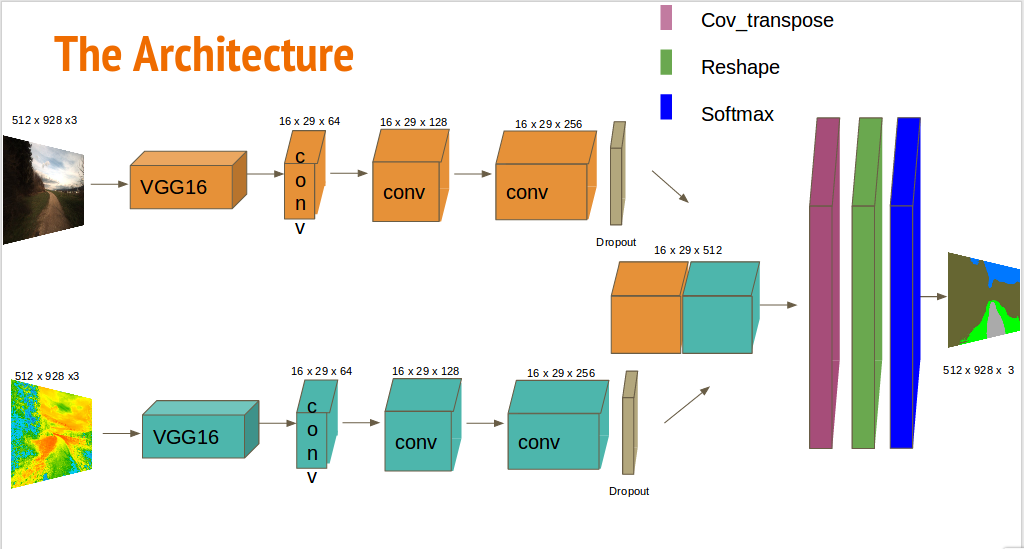 The Architecture
Cov_transpose
Reshape
Softmax
512 x 928 x3
16 x 29 x 64
16 x 29 x 128
16 x 29 x 256
VGG16
conv
conv
conv
Dropout
16 x 29 x 512
512 x 928 x3
16 x 29 x 64
16 x 29 x 128
16 x 29 x 256
VGG16
conv
conv
conv
Dropout
512 x 928 x 3